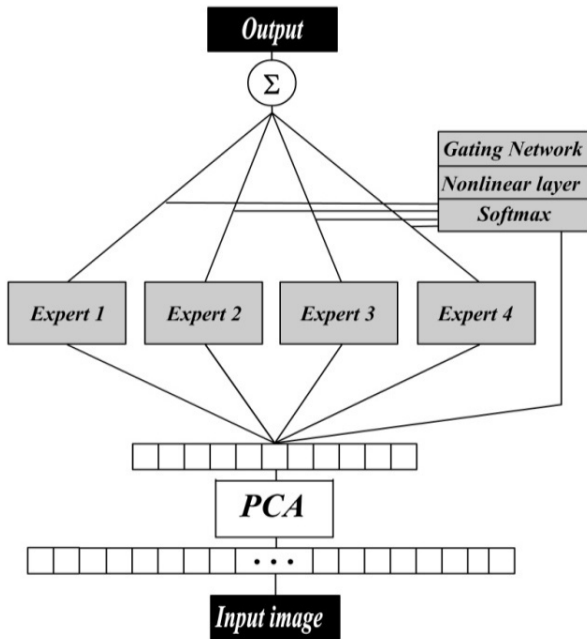 Output
Σ
Gating Network
Nonlinear layer
Softmax
Expert 1
Expert 2
Expert 3
Expert 4
PCA
...
Input image